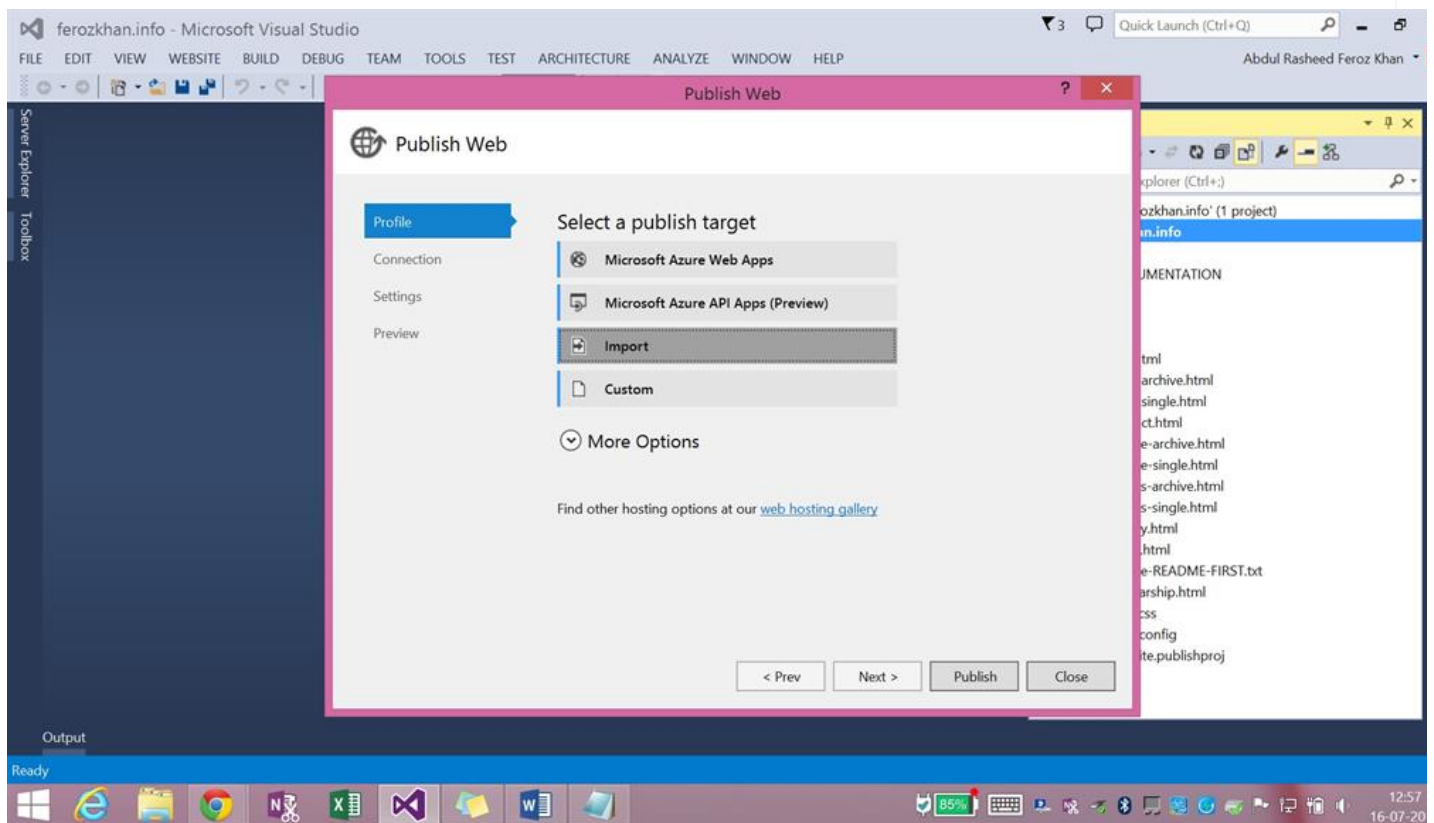 ferozkhan.info - Microsoft Visual Studio
3
Quick Launch (Ctrl+Q)
FILE EDIT VIEW WEBSITE BUILD DEBUG TEAM TOOLS TEST ARCHITECTURE ANALYZE WINDOW HELP
Abdul Rasheed Feroz Khan
Server Explorer
Toolbox
Publish Web
?
Publish Web
Profile
Connection
Settings
Preview
Select a publish target
Microsoft Azure Web Apps
Microsoft Azure API Apps (Preview)
Import
Custom
More Options
Find other hosting options at our web hosting gallery
< Prev
Next >
Publish
Close
xplorer (Ctrl+;)
ozkhan.info' (1 project)
n.info
UMENTATION
tml
archive.html
single.html
ct.html
e-archive.html
e-single.html
s-archive.html
s-single.html
y.html
.html
e-README-FIRST.txt
arship.html
css
config
ite.publishproj
Output
Ready
85%
12:57
16-07-20